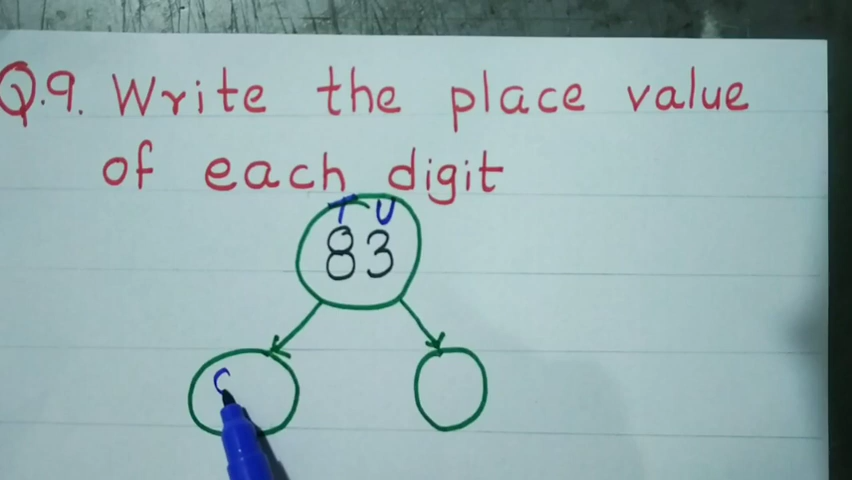 Q.9. Write the place value
of each digit
T U
83